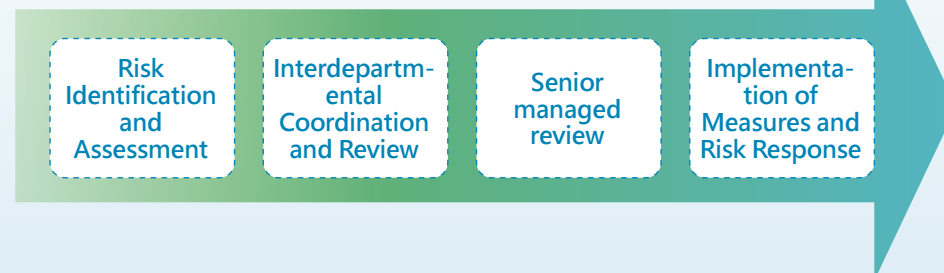 Risk
Identification
and
Assessment
Interdepartm-
ental
Coordination
and Review
Senior
managed
review
Implementa-
tion of
Measures and
Risk Response